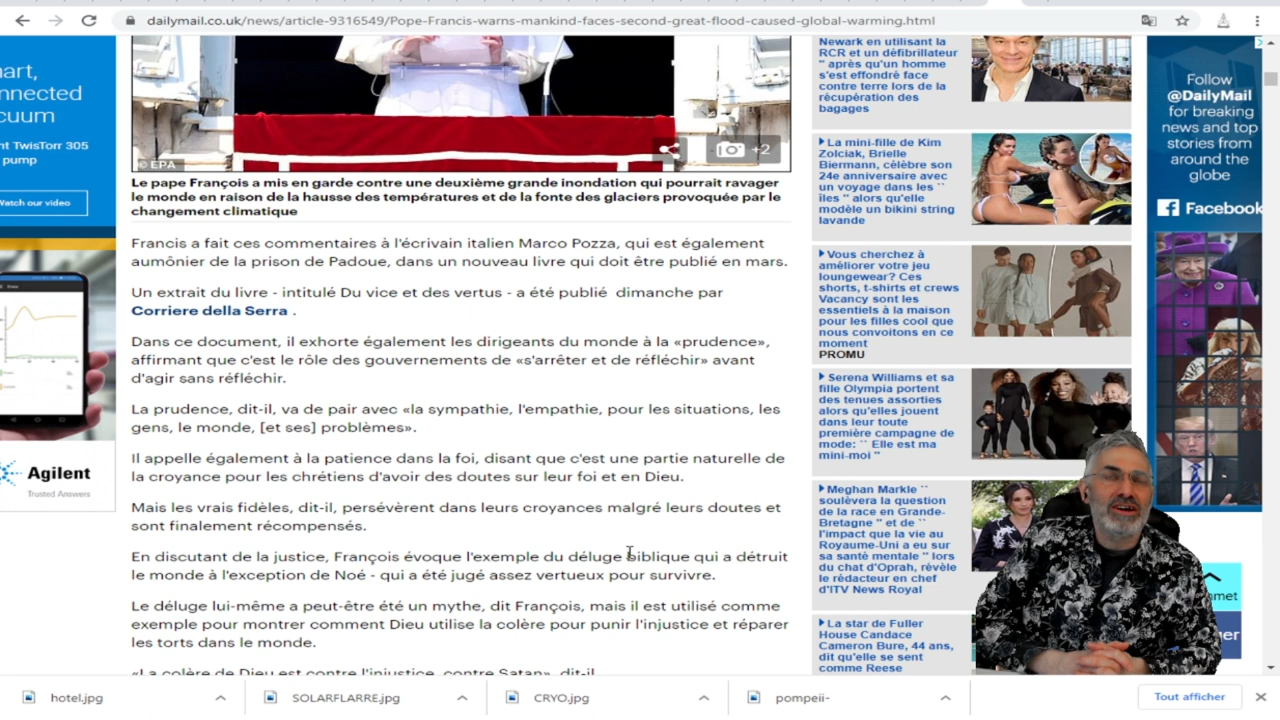 dailymail.co.uk/news/article-9316549/Pope-Francis-warns-mankind-faces-second-great-flood-caused-global-warming.html
art,
nnected
cuum
nt TwisTorr 305
pump
Watch our video
Agilent
Trusted Answers
© EPA
+2
Le pape François a mis en garde contre une deuxième grande inondation qui pourrait ravager
le monde en raison de la hausse des températures et de la fonte des glaciers provoquée par le
changement climatique
Francis a fait ces commentaires à l'écrivain italien Marco Pozza, qui est également
aumônier de la prison de Padoue, dans un nouveau livre qui doit être publié en mars.
Un extrait du livre - intitulé Du vice et des vertus - a été publié dimanche par
Corriere della Serra .
Dans ce document, il exhorte également les dirigeants du monde à la «prudence»,
affirmant que c'est le rôle des gouvernements de «s'arrêter et de réfléchir» avant
d'agir sans réfléchir.
La prudence, dit-il, va de pair avec «la sympathie, l'empathie, pour les situations, les
gens, le monde, [et ses] problèmes».
Il appelle également à la patience dans la foi, disant que c'est une partie naturelle de
la croyance pour les chrétiens d'avoir des doutes sur leur foi et en Dieu.
Mais les vrais fidèles, dit-il, persévèrent dans leurs croyances malgré leurs doutes et
sont finalement récompensés.
En discutant de la justice, François évoque l'exemple du déluge biblique qui a détruit
le monde à l'exception de Noé - qui a été jugé assez vertueux pour survivre.
Le déluge lui-même a peut-être été un mythe, dit François, mais il est utilisé comme
exemple pour montrer comment Dieu utilise la colère pour punir l'injustice et réparer
les torts dans le monde.
«La colère de Dieu est contre l'injustice, contre Satan», dit-il
Newark en utilisant la
RCR et un défibrillateur
" après qu'un homme
s'est effondré face
contre terre lors de la
récupération des
bagages
La mini-fille de Kim
Zolciak, Brielle
Biermann, célèbre son
24e anniversaire avec
un voyage dans les ``
îles " alors qu'elle
modèle un bikini string
lavande
Vous cherchez à
améliorer votre jeu
loungewear? Ces
shorts, t-shirts et crews
Vacancy sont les
essentiels à la maison
pour les filles cool que
nous convoitons en ce
moment
PROMU
Serena Williams et sa
fille Olympia portent
des tenues assorties
alors qu'elles jouent
dans leur toute
première campagne de
mode: `` Elle est ma
mini-moi "
Meghan Markle ``
soulèvera la question
de la race en Grande-
Bretagne " et de ``
l'impact que la vie au
Royaume-Uni a eu sur
sa santé mentale " lors
du chat d'Oprah, révèle
le rédacteur en chef
d'ITV News Royal
La star de Fuller
House Candace
Cameron Bure, 44 ans,
dit qu'elle se sent
comme Reese
Follow
@DailyMail
for breaking
news and top
stories from
around the
globe
Facebook
mmet
ger
hotel.jpg
SOLARFLARRE.jpg
CRYO.jpg
pompeii-
Tout afficher